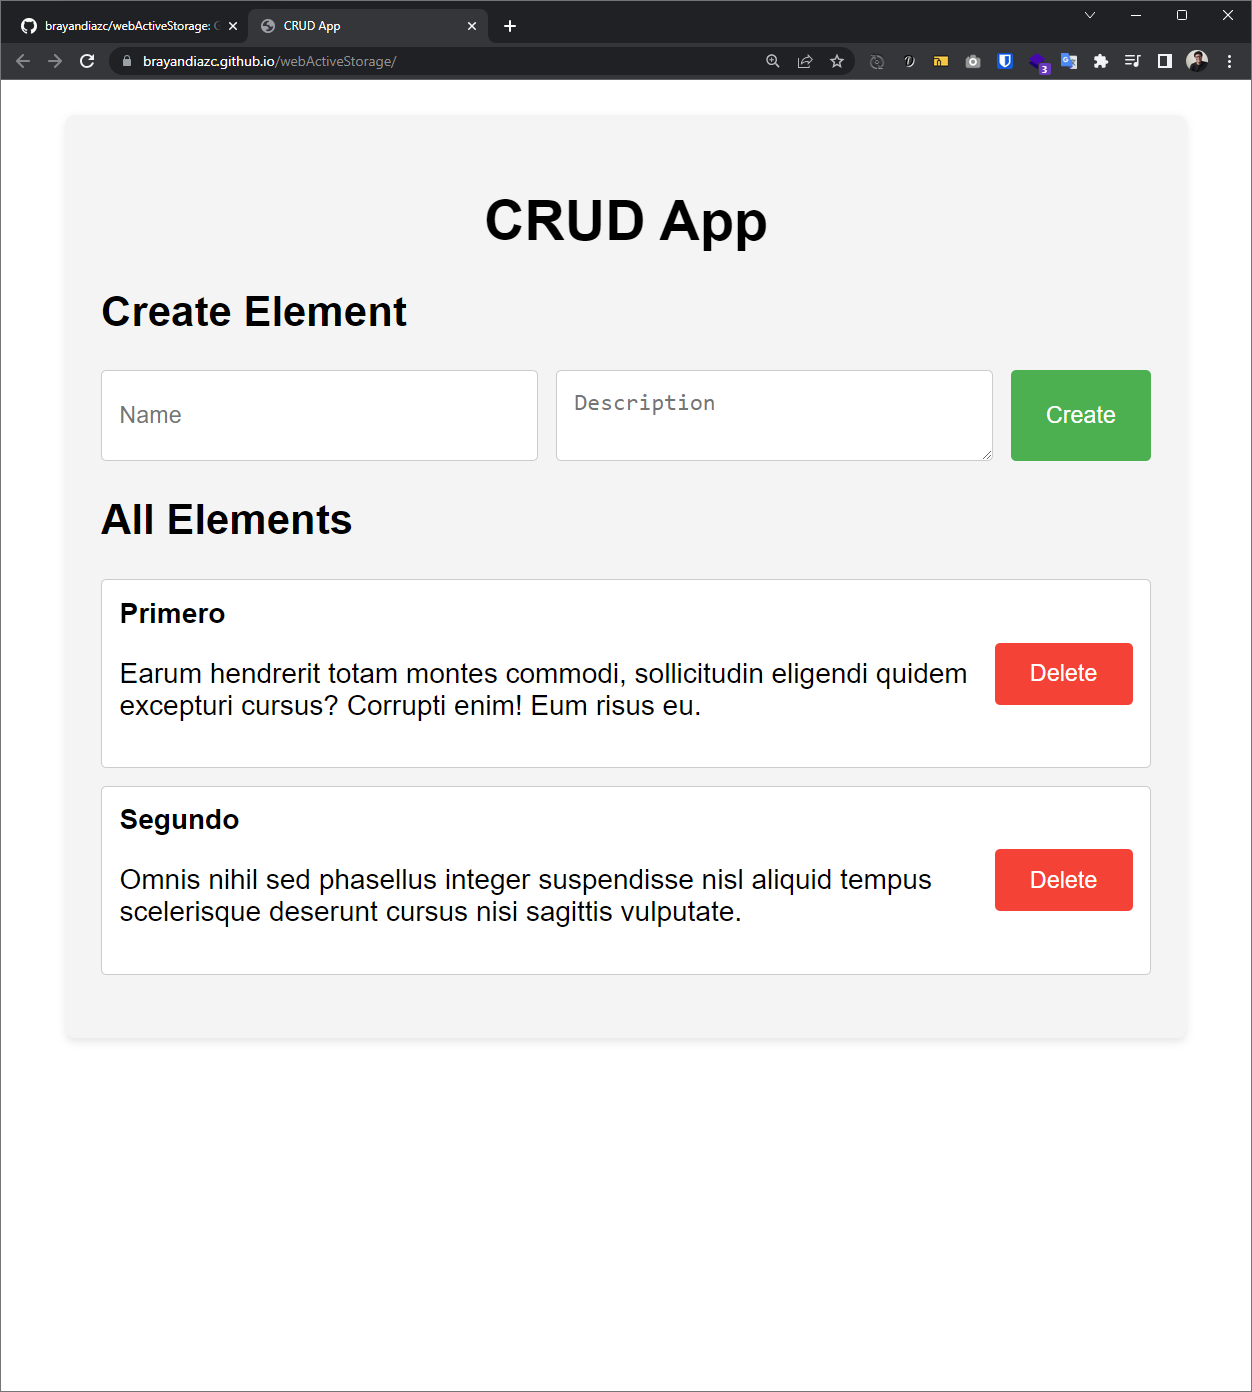 brayandiazc/webActiveStorage:
CRUD App
brayandiazc.github.io/webActiveStorage/
3
CRUD App
Create Element
Name
Description
Create
All Elements
Primero
Earum hendrerit totam montes commodi, sollicitudin eligendi quidem
excepturi cursus? Corrupti enim! Eum risus eu.
Delete
Segundo
Omnis nihil sed phasellus integer suspendisse nisl aliquid tempus
scelerisque deserunt cursus nisi sagittis vulputate.
Delete